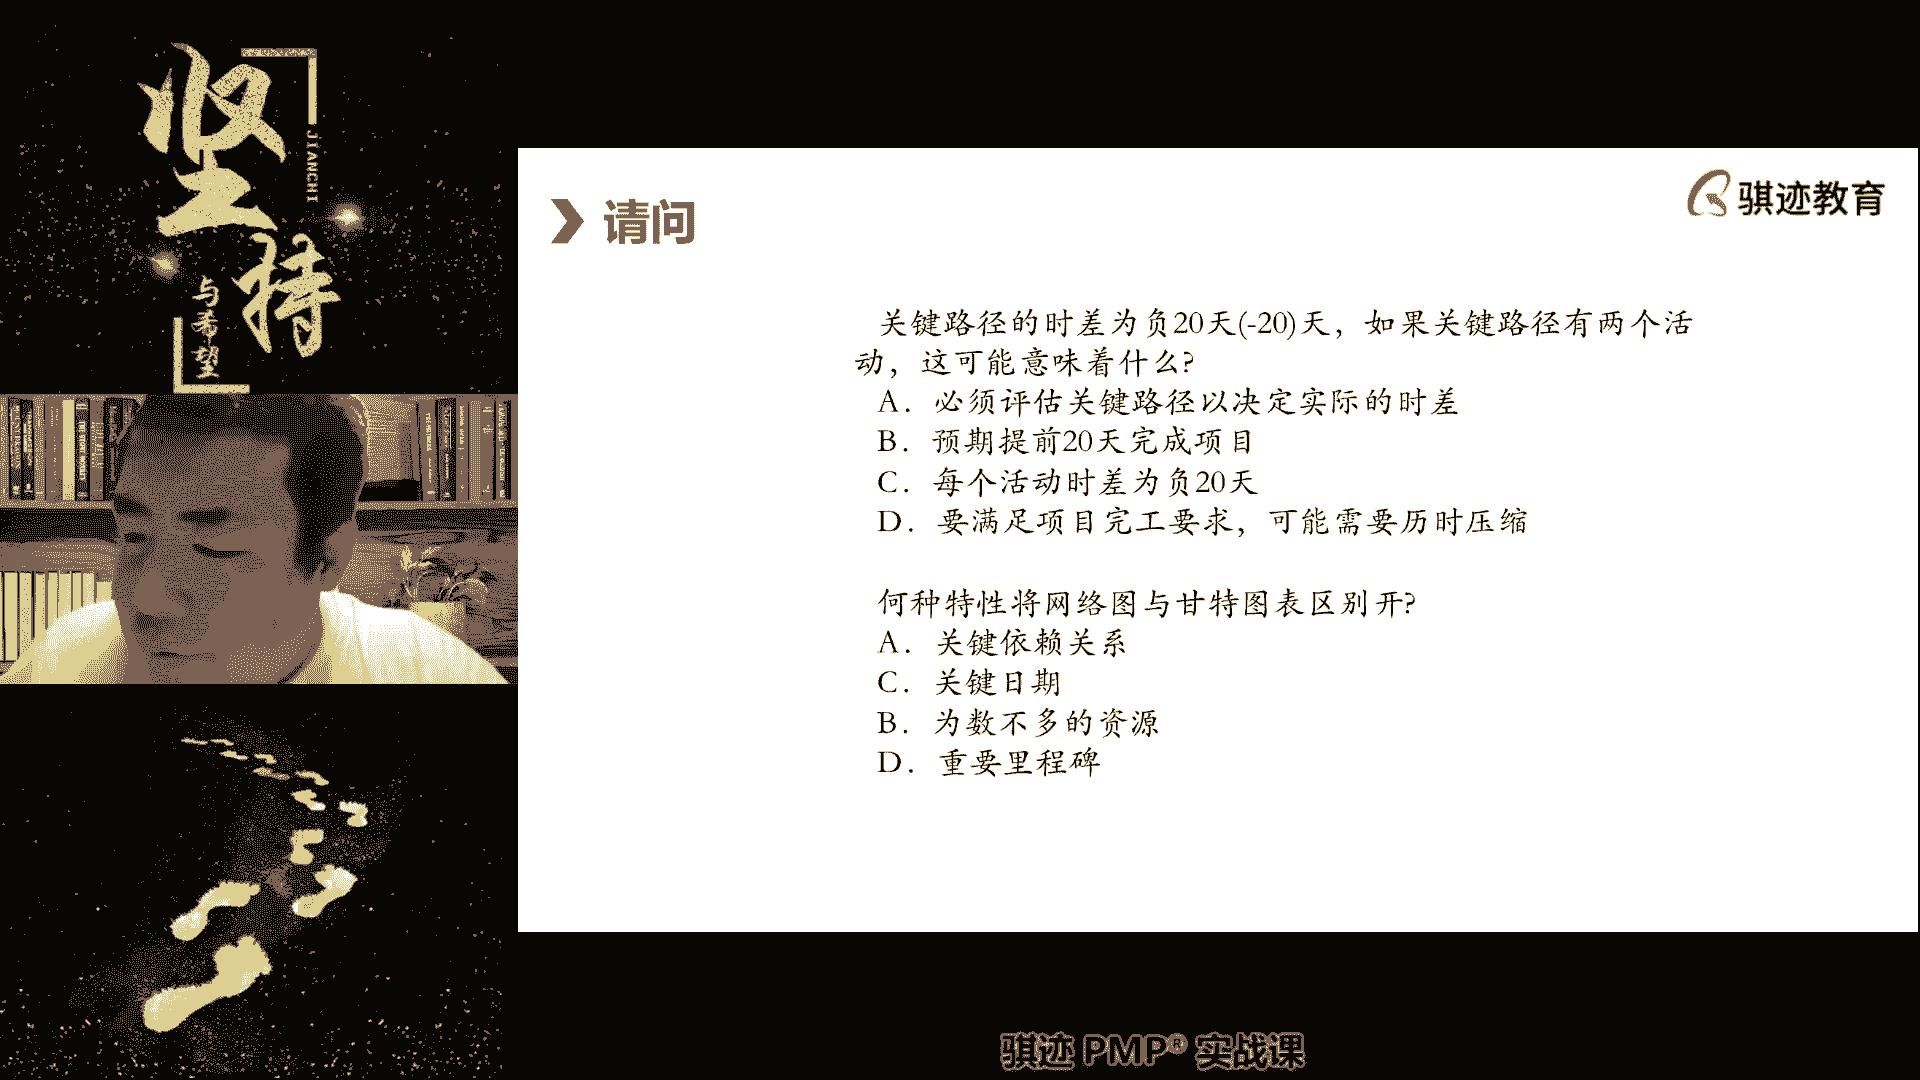 坚持
JIANCHI
与希望
请问
骐迹教育
关键路径的时差为负20天(-20)天，如果关键路径有两个活
动，这可能意味着什么?
A. 必须评估关键路径以决定实际的时差
B. 预期提前20天完成项目
C. 每个活动时差为负20天
D. 要满足项目完工要求，可能需要历时压缩
何种特性将网络图与甘特图表区别开?
A. 关键依赖关系
C. 关键日期
B. 为数不多的资源
D. 重要里程碑
骐迹 PMP® 实战课